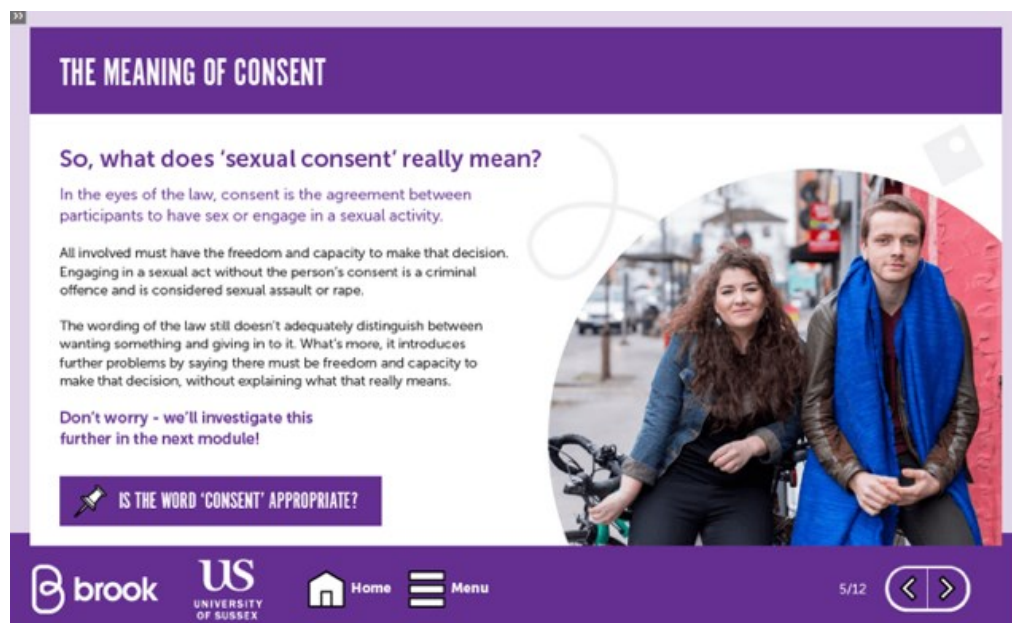 THE MEANING OF CONSENT
So, what does ‘sexual consent’ really mean?
In the eyes of the law, consent is the agreement between
participants to have sex or engage in a sexual activity.
All involved must have the freedom and capacity to make that decision.
Engaging in a sexual act without the person’s consent is a criminal
offence and is considered sexual assault or rape.
The wording of the law still doesn’t adequately distinguish between
wanting something and giving in to it. What’s more, it introduces
further problems by saying there must be freedom and capacity to
make that decision, without explaining what that really means.
Don’t worry - we’ll investigate this
further in the next module!
IS THE WORD ‘CONSENT’ APPROPRIATE?
brook
US
UNIVERSITY
OF SUSSEX
Home
Menu
5/12